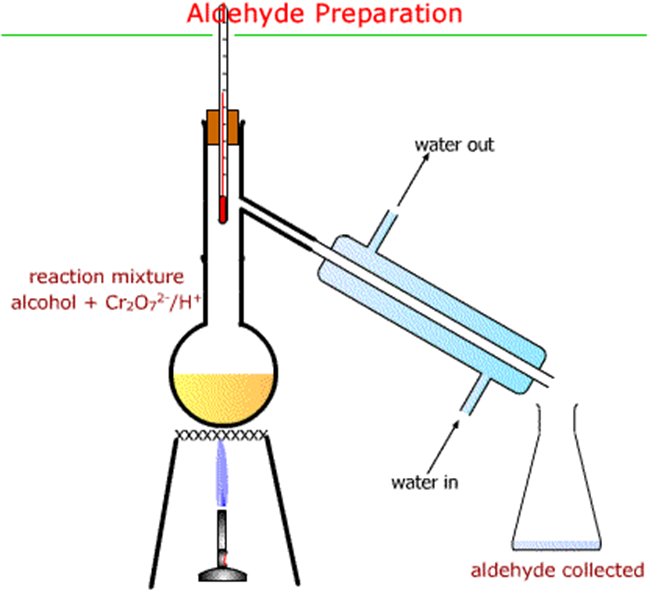 Aldehyde Preparation
water out
reaction mixture
alcohol + Cr₂O₇²⁻/H⁺
water in
aldehyde collected